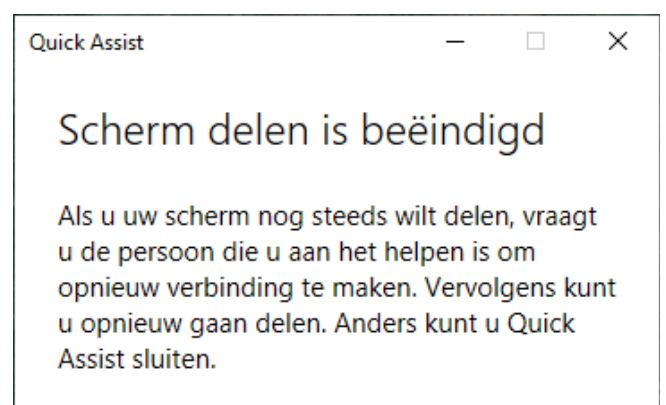 Quick Assist
Scherm delen is beëindigd
Als u uw scherm nog steeds wilt delen, vraagt
u de persoon die u aan het helpen is om
opnieuw verbinding te maken. Vervolgens kunt
u opnieuw gaan delen. Anders kunt u Quick
Assist sluiten.